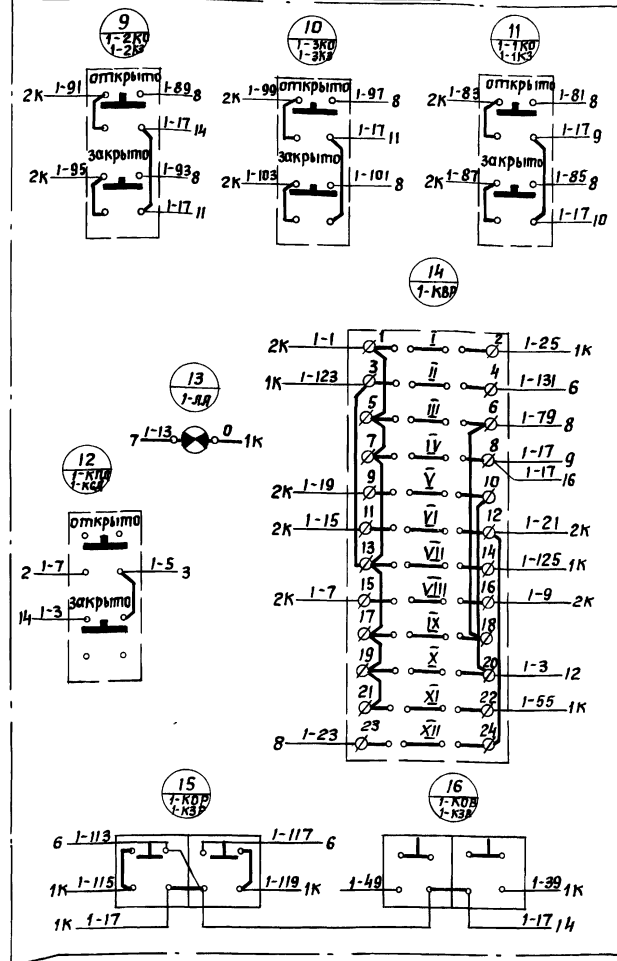 9
1-2КО
1-2КЗ
10
1-3КО
1-3КЗ
11
1-1КО
1-1КЗ
открыто
2К 1-91 1-89 8
1-17 14
закрыто
2К 1-95 1-93 8
1-17 11
открыто
2К 1-99 1-97 8
1-17 11
закрыто
2К 1-103 1-101 8
открыто
2К 1-83 1-81 8
1-17 9
закрыто
2К 1-87 1-85 8
1-17 10
14
1-КВР
2К 1-1 1 I 2 1-25 1К
1К 1-123 3 II 4 1-131 6
5 III 6 1-79 8
7 IV 8 1-17 9
1-17 16
2К 1-19 9 V 10
2К 1-15 11 VI 12 1-21 2К
13 VII 14 1-125 1К
2К 1-7 15 VIII 16 1-9 2К
17 IX 18
19 X 20 1-3 12
21 XI 22 1-55 1К
8 1-23 23 XII 24
13
1-ЛД
7 1-13 0 1К
12
1-КСД
открыто
2 1-7 1-5 3
закрыто
14 1-3
15
1-КОР
1-КЗР
6 1-113 1-117 6
1К 1-115 1-119 1К
1К 1-17
16
1-КОВ
1-КЗВ
1-49 1-39 1К
1-17 14